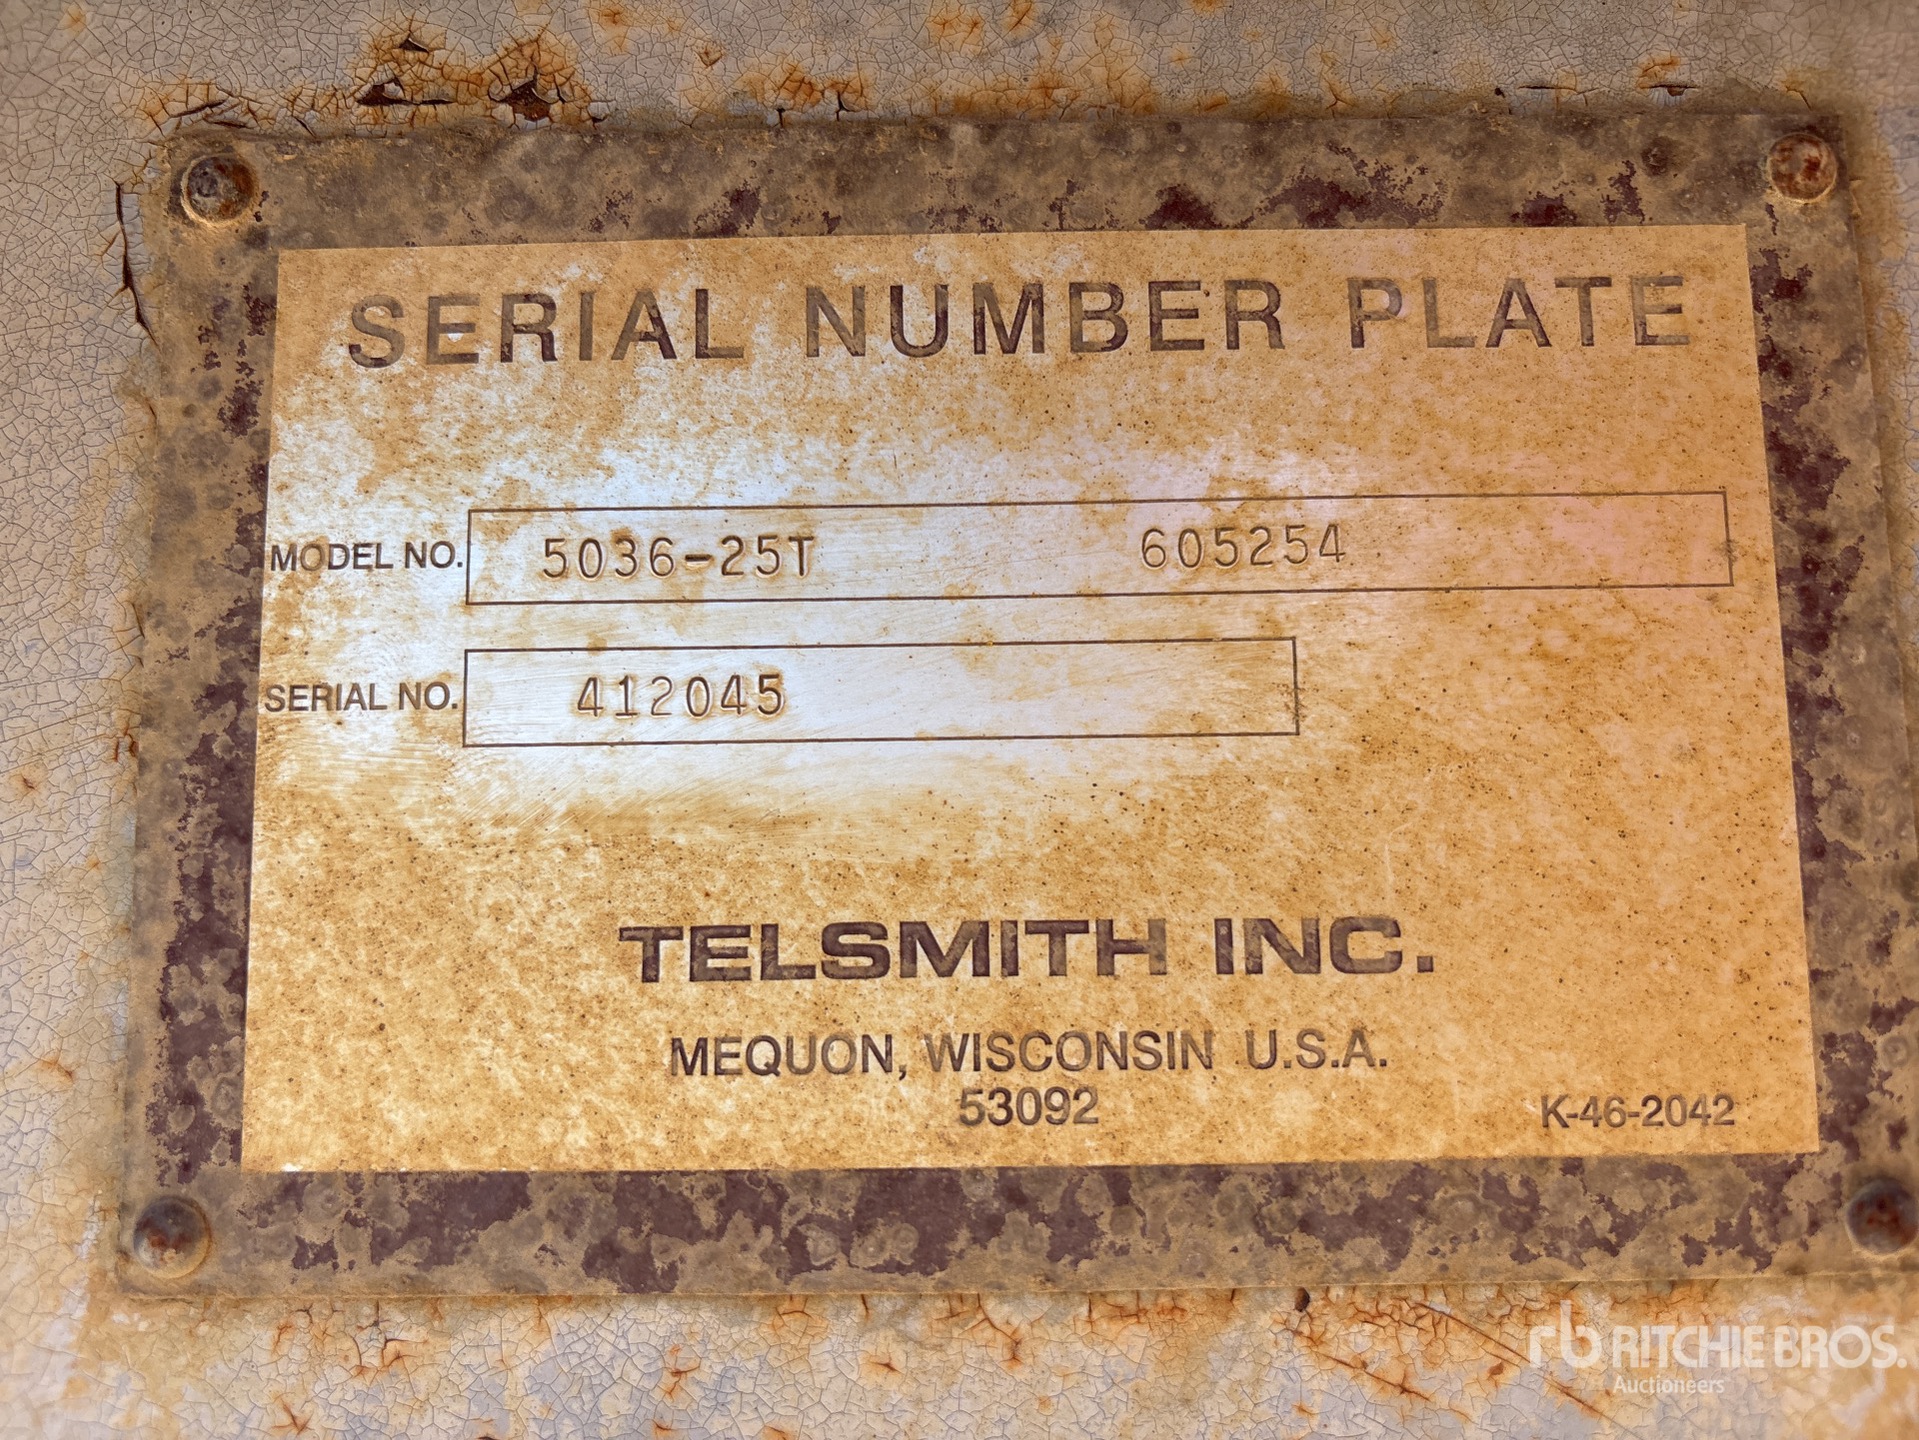 SERIAL NUMBER PLATE
MODEL NO. 5036-25T 605254
SERIAL NO. 412045
TELSMITH INC.
MEQUON, WISCONSIN U.S.A.
53092
K-46-2042
rb RITCHIE BROS.
Auctioneers